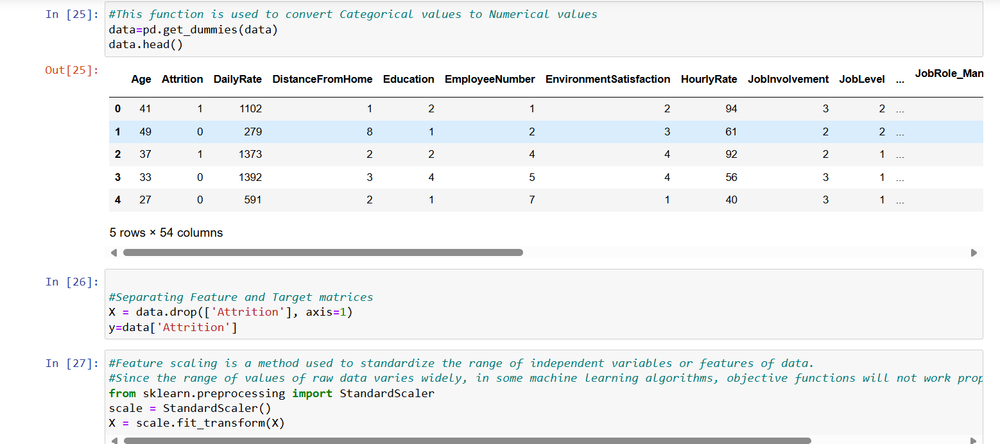 In [25]: #This function is used to convert Categorical values to Numerical values
data=pd.get_dummies(data)
data.head()
Out[25]:
Age Attrition DailyRate DistanceFromHome Education EmployeeNumber EnvironmentSatisfaction HourlyRate JobInvolvement JobLevel ... JobRole_Man
0 41 1 1102 1 2 1 2 94 3 2 ...
1 49 0 279 8 1 2 3 61 2 2 ...
2 37 1 1373 2 2 4 4 92 2 1 ...
3 33 0 1392 3 4 5 4 56 3 1 ...
4 27 0 591 2 1 7 1 40 3 1 ...
5 rows × 54 columns
In [26]:
#Separating Feature and Target matrices
X = data.drop(['Attrition'], axis=1)
y=data['Attrition']
In [27]: #Feature scaling is a method used to standardize the range of independent variables or features of data.
#Since the range of values of raw data varies widely, in some machine learning algorithms, objective functions will not work prop
from sklearn.preprocessing import StandardScaler
scale = StandardScaler()
X = scale.fit_transform(X)